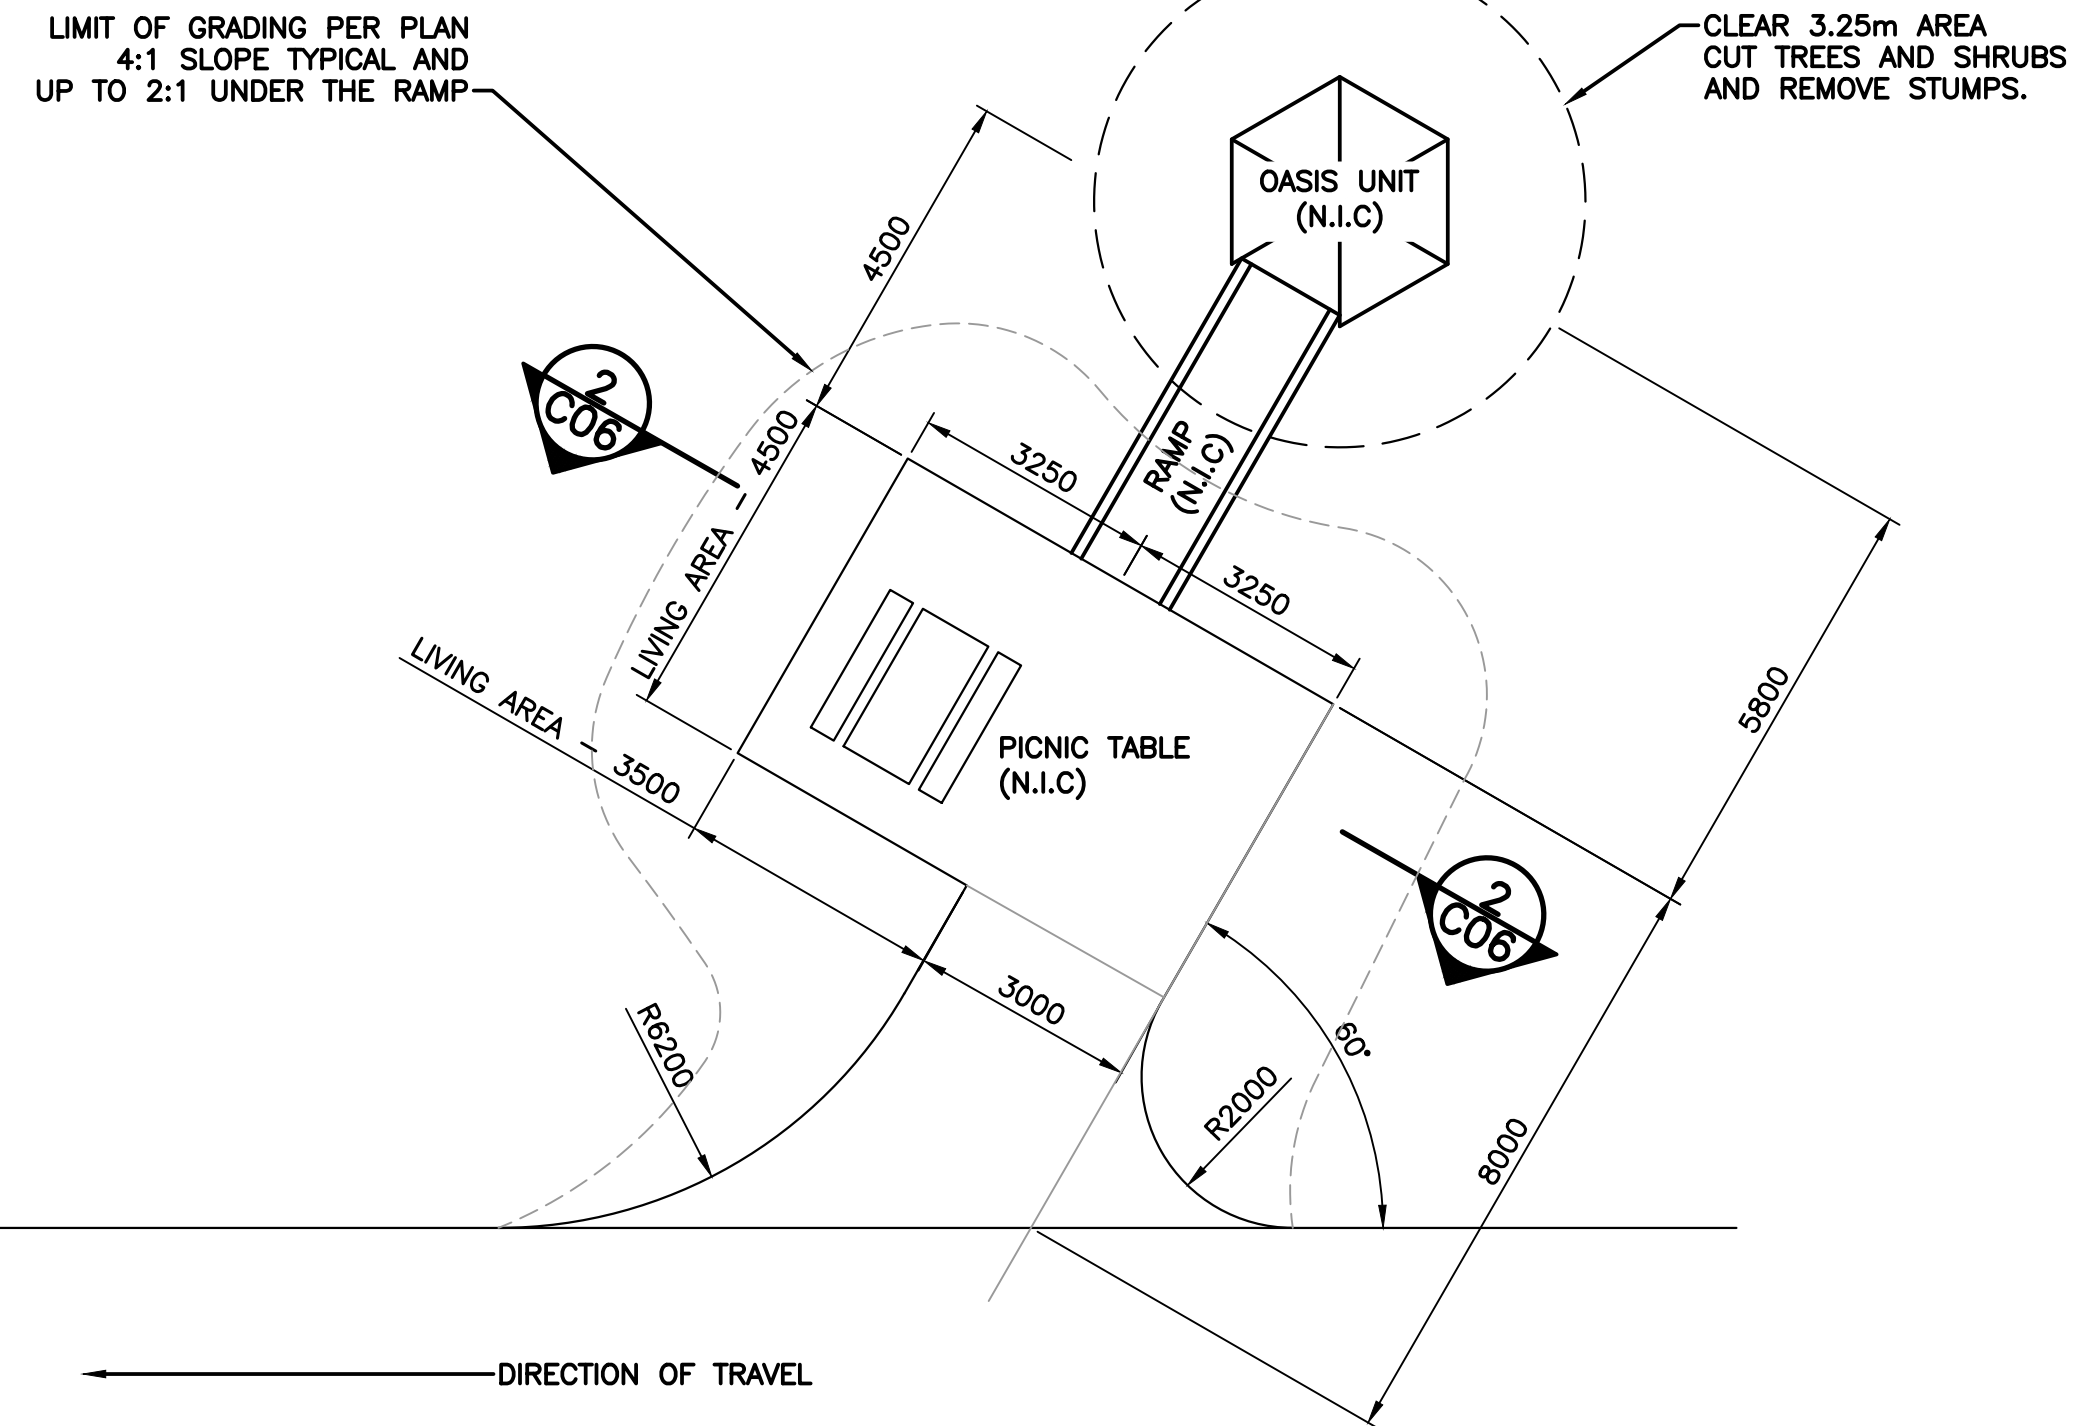 LIMIT OF GRADING PER PLAN
4:1 SLOPE TYPICAL AND
UP TO 2:1 UNDER THE RAMP
CLEAR 3.25m AREA
CUT TREES AND SHRUBS
AND REMOVE STUMPS.
OASIS UNIT
(N.I.C)
4500
2
C06
LIVING AREA - 4500
3250
RAMP
(N.I.C)
3250
LIVING AREA - 3500
PICNIC TABLE
(N.I.C)
5800
2
C06
3000
R6200
60°
R2000
8000
DIRECTION OF TRAVEL